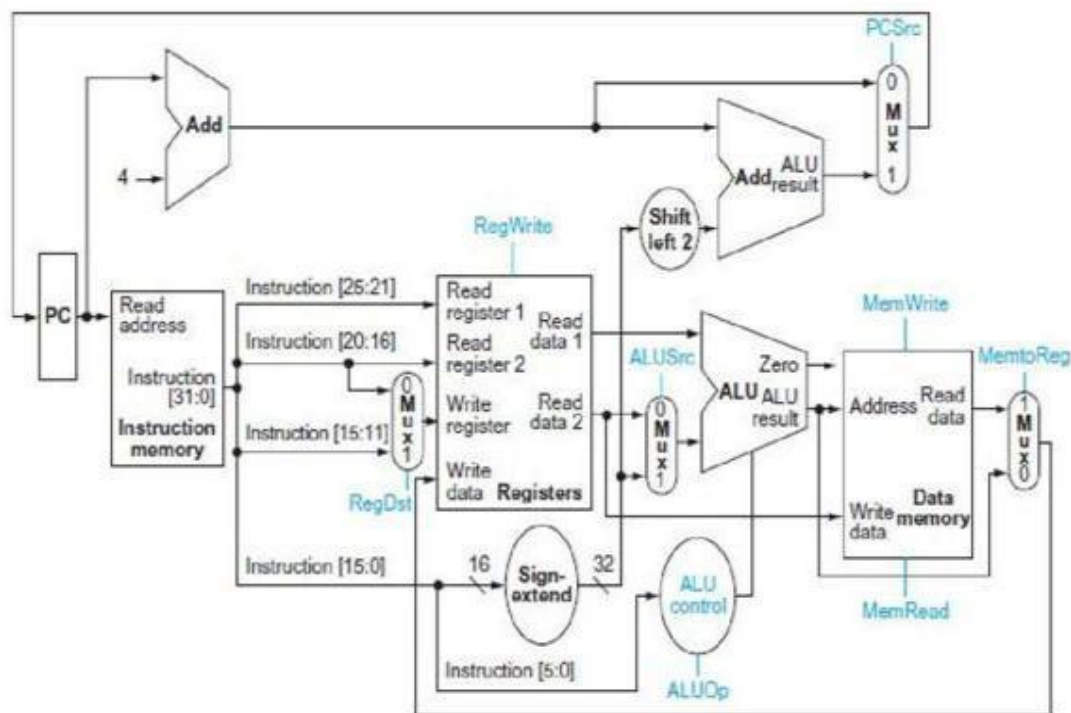 PCSrc
0
Mux
1
Add
4
Add
ALU
result
Shift
left 2
RegWrite
PC
Read
address
Instruction
[31:0]
Instruction
memory
Instruction [25:21]
Instruction [20:16]
Instruction [15:11]
Instruction [15:0]
Instruction [5:0]
0
Mux
1
RegDst
Read
register 1
Read
register 2
Write
register
Write
data
Read
data 1
Read
data 2
Registers
16
Sign-
extend
32
ALUSrc
0
Mux
1
Zero
ALU
ALU
result
ALU
control
ALUOp
MemWrite
Address
Read
data
Write
data
Data
memory
MemRead
MemtoReg
1
Mux
0